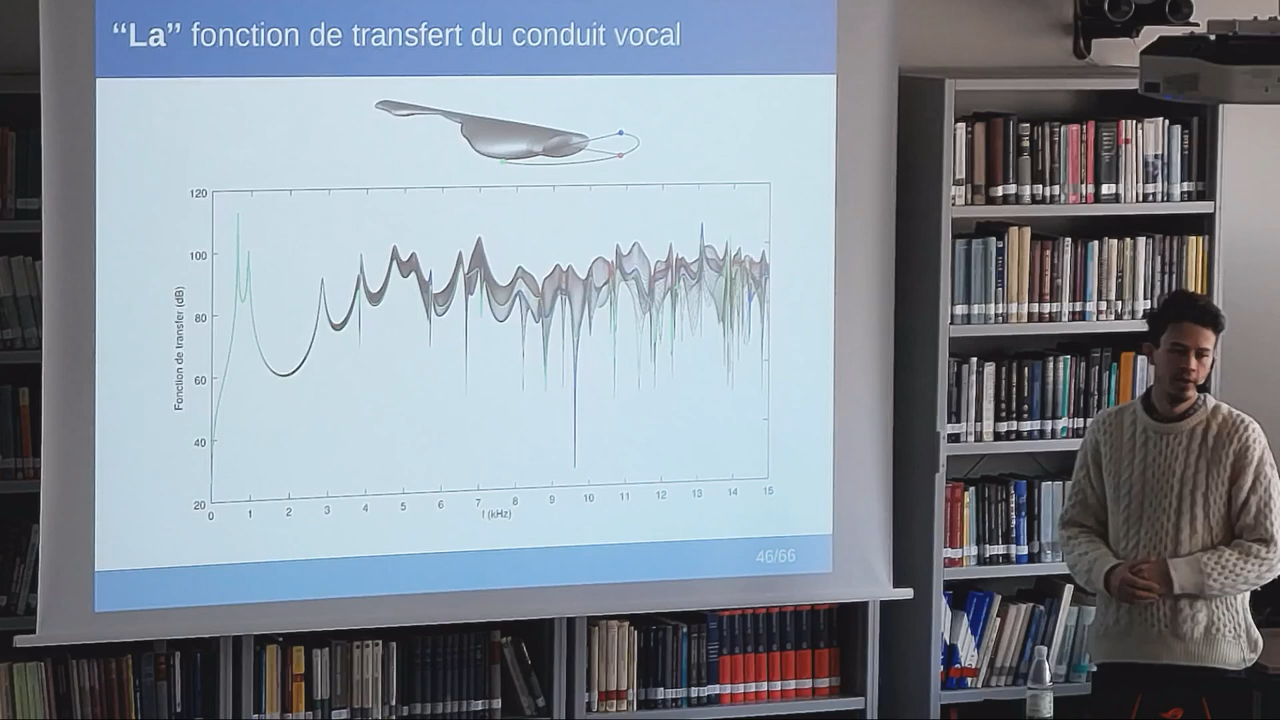 “La” fonction de transfert du conduit vocal
120
100
80
60
40
20
Fonction de transfer (dB)
0 1 2 3 4 5 6 7 8 9 10 11 12 13 14 15
f (kHz)
46/66